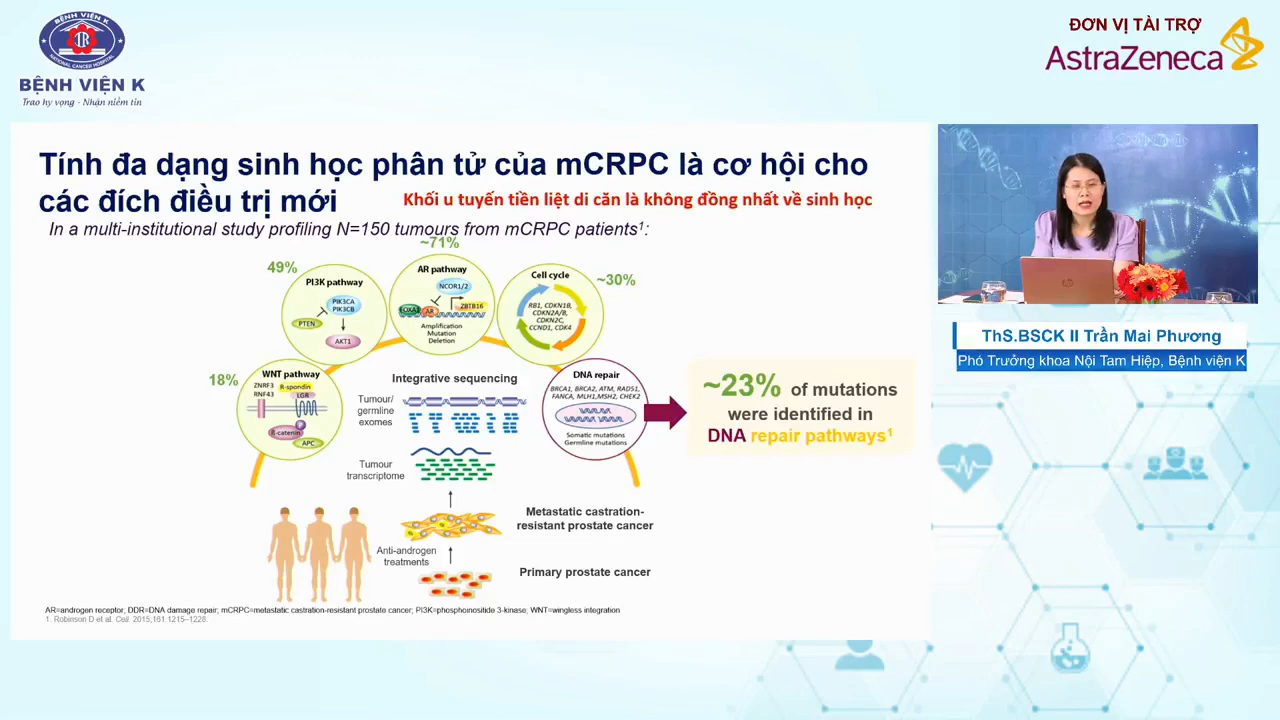 NATIONAL CANCER HOSPITAL
BỆNH VIỆN K
Trao hy vọng - Nhận niềm tin
ĐƠN VỊ TÀI TRỢ
AstraZeneca
Tính đa dạng sinh học phân tử của mCRPC là cơ hội cho
các đích điều trị mới
Khối u tuyến tiền liệt di căn là không đồng nhất về sinh học
In a multi-institutional study profiling N=150 tumours from mCRPC patients1:
~71%
49%
~30%
18%
PI3K pathway
PIK3CA
PIK3CB
PTEN
AKT1
AR pathway
NCOR1/2
FOXA1
AR
ZBTB16
Amplification
Mutation
Deletion
Cell cycle
RB1, CDKN1B,
CDKN2A/B,
CDKN2C,
CCND1, CDK4
WNT pathway
ZNRF3
RNF43
R-spondin
LGR
P
ß-catenin
APC
Integrative sequencing
Tumour/
germline
exomes
Tumour
transcriptome
DNA repair
BRCA1, BRCA2, ATM, RAD51,
FANCA, MLH1,MSH2, CHEK2
Somatic mutations
Germline mutations
~23% of mutations
were identified in
DNA repair pathways1
Metastatic castration-
resistant prostate cancer
Anti-androgen
treatments
Primary prostate cancer
AR=androgen receptor; DDR=DNA damage repair; mCRPC=metastatic castration-resistant prostate cancer; PI3K=phosphoinositide 3-kinase; WNT=wingless integration
1. Robinson D et al. Cell. 2015;161:1215–1228.
ThS.BSCK II Trần Mai Phương
Phó Trưởng khoa Nội Tam Hiệp, Bệnh viện K